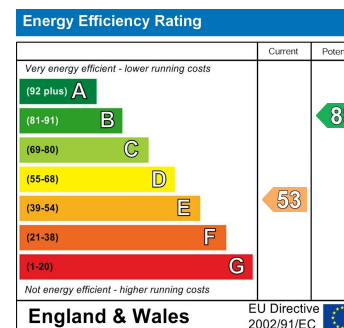 Energy Efficiency Rating
Current
Very energy efficient - lower running costs
(92 plus) A
(81-91) B
(69-80) C
(55-68) D
(39-54) E
53
(21-38) F
(1-20) G
Not energy efficient - higher running costs
England & Wales
EU Directive
2002/91/EC